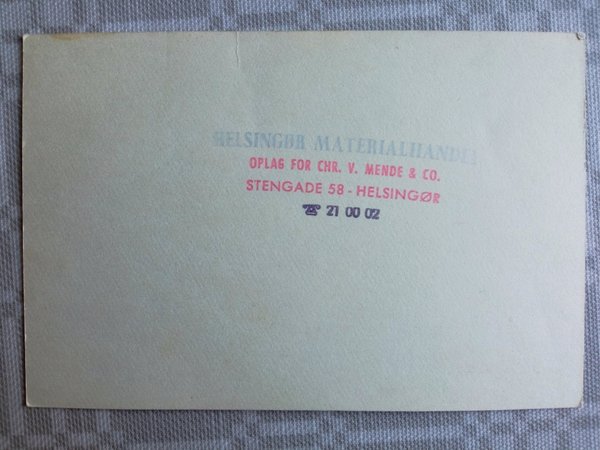 HELSINGØR MATERIALHANDEL
OPLAG FOR CHR. V. MENDE & CO.
STENGADE 58 - HELSINGØR
☎ 21 00 02